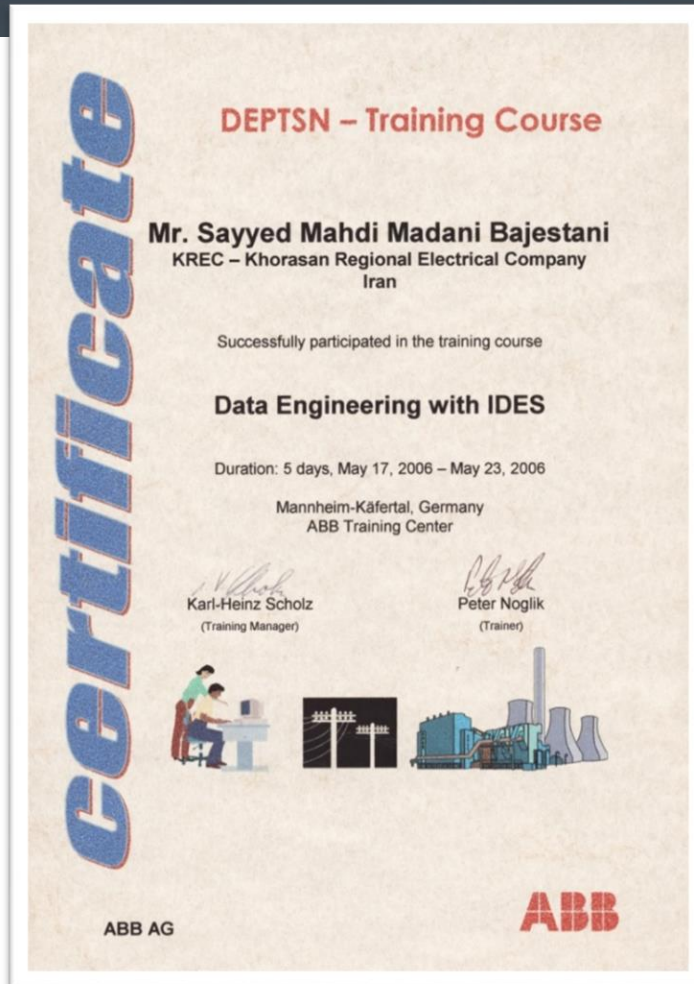 certificate
DEPTSN – Training Course
Mr. Sayyed Mahdi Madani Bajestani
KREC – Khorasan Regional Electrical Company
Iran
Successfully participated in the training course
Data Engineering with IDES
Duration: 5 days, May 17, 2006 – May 23, 2006
Mannheim-Käfertal, Germany
ABB Training Center
Karl-Heinz Scholz
(Training Manager)
Peter Noglik
(Trainer)
ABB AG
ABB